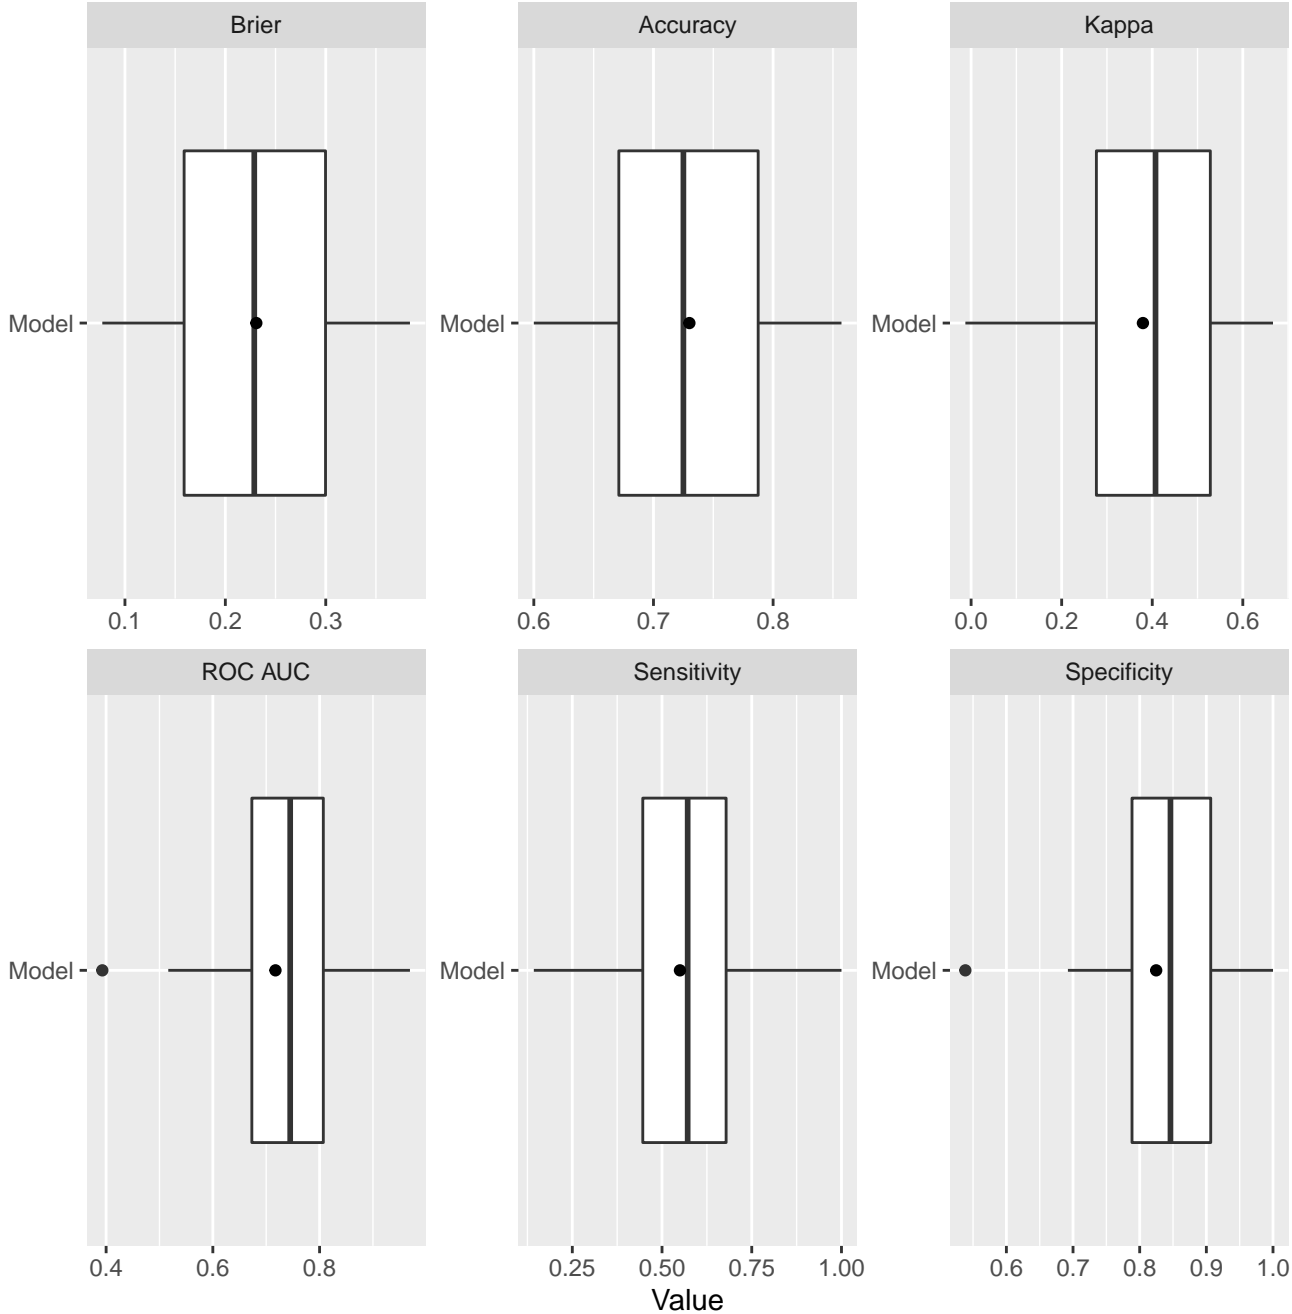 Brier Accuracy Kappa
Model Model Model
0.1 0.2 0.3 0.6 0.7 0.8 0.0 0.2 0.4 0.6
ROC AUC Sensitivity Specificity
Model Model Model
0.4 0.6 0.8 0.25 0.50 0.75 1.00 0.6 0.7 0.8 0.9 1.0
Value